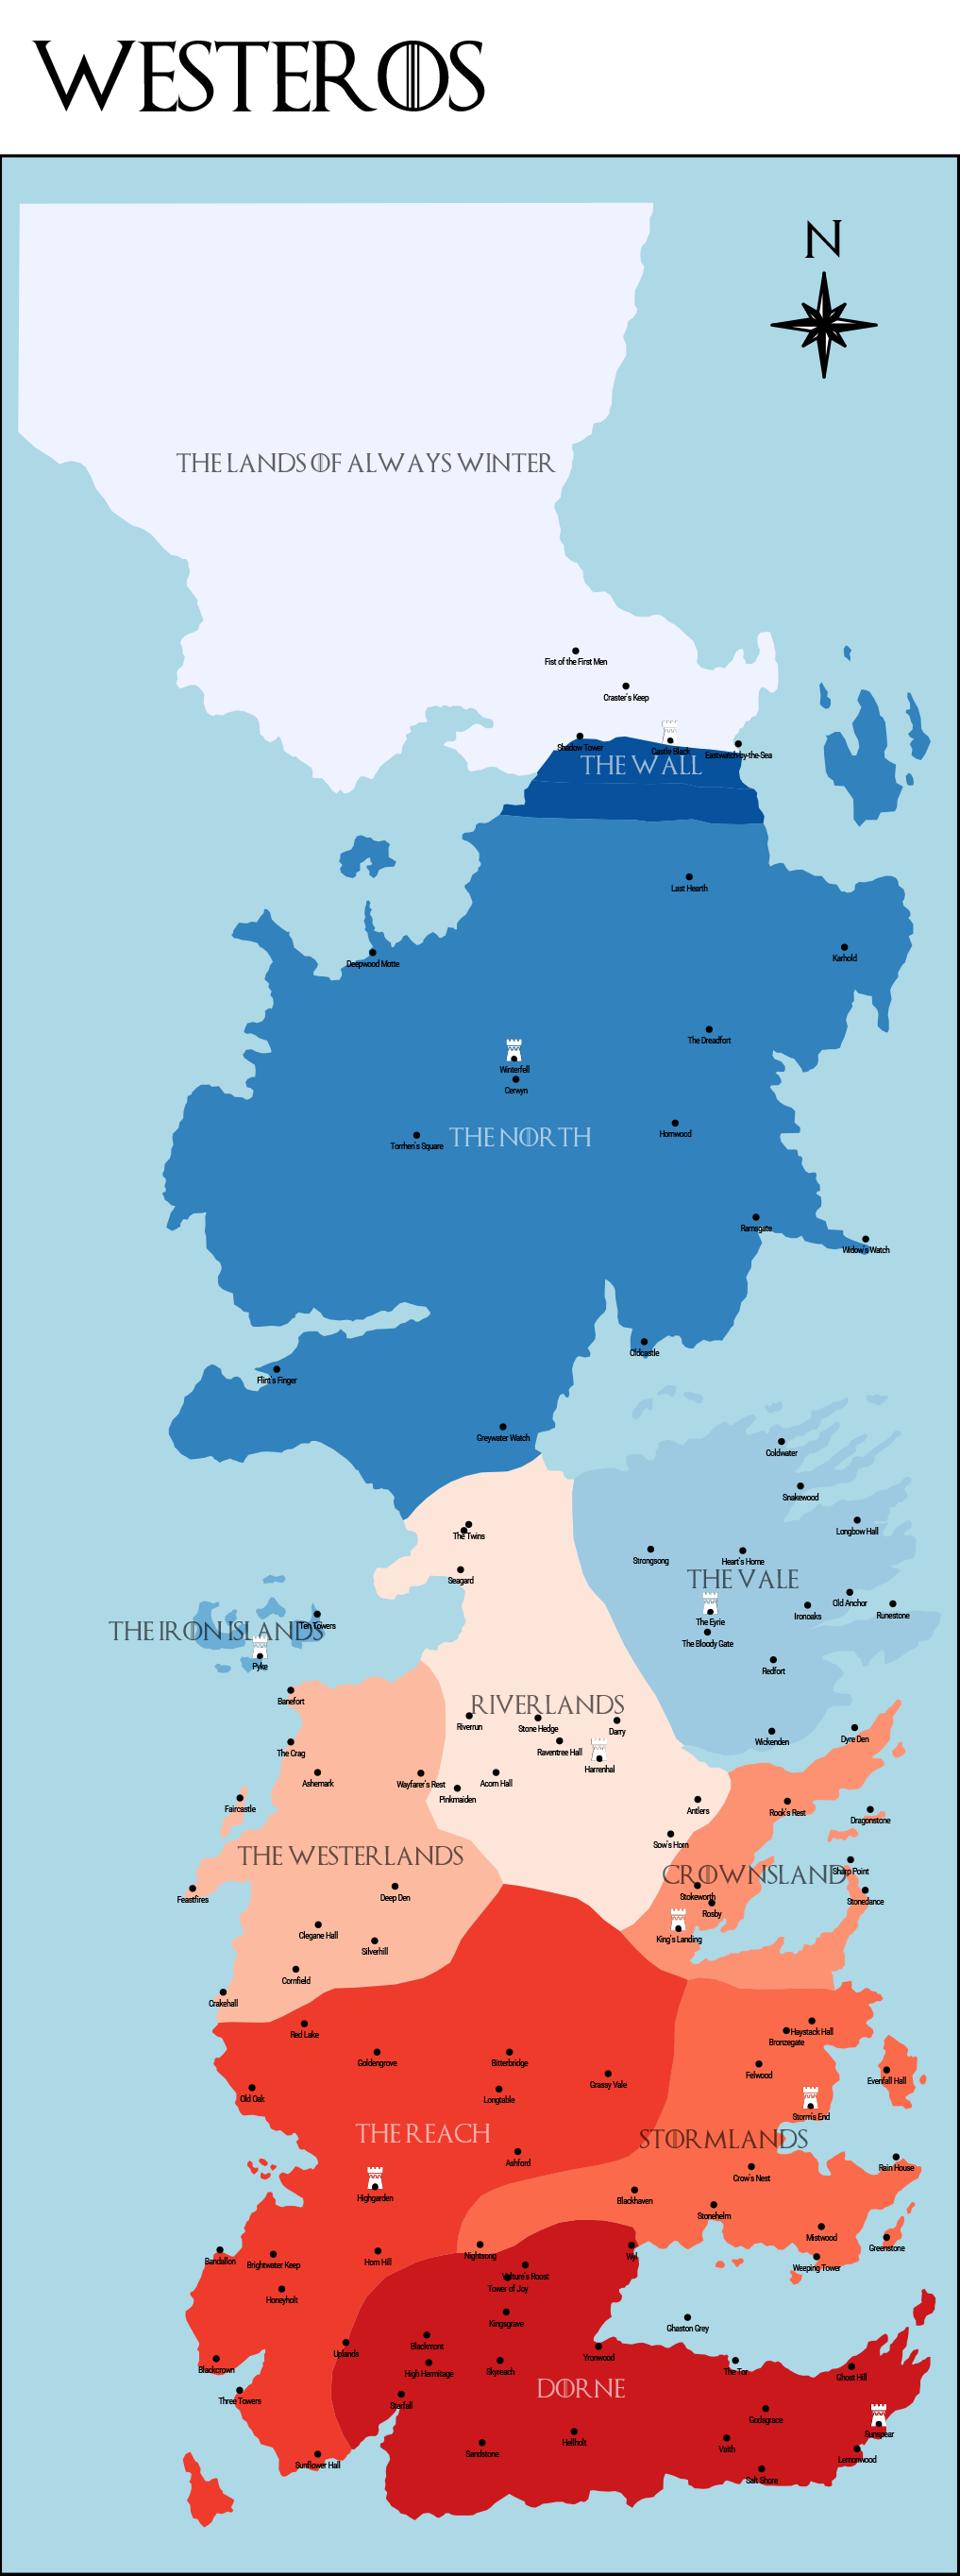 WESTEROS
N
THE LANDS OF ALWAYS WINTER
Fist of the First Men
Craster's Keep
Shadow Tower
Castle Black
Eastwatch-by-the-Sea
THE WALL
Last Hearth
Karhold
Deepwood Motte
The Dreadfort
Winterfell
Cerwyn
Hornwood
THE NORTH
Torrhen's Square
Ramsgate
Widow's Watch
Oldcastle
Flint's Finger
Greywater Watch
Coldwater
Snakewood
Longbow Hall
The Twins
Strongsong
Heart's Home
Seagard
THE VALE
Old Anchor
Ironoaks
Runestone
The Eyrie
Ten Towers
THE IRON ISLANDS
The Bloody Gate
Pyke
Redfort
Banefort
RIVERLANDS
Riverrun
Stone Hedge
Darry
Wickenden
Dyre Den
The Crag
Raventree Hall
Harrenhal
Ashemark
Wayfarer's Rest
Acorn Hall
Pinkmaiden
Faircastle
Antlers
Rook's Rest
Dragonstone
Sow's Horn
THE WESTERLANDS
CROWNSLAND
Sharp Point
Feastfires
Deep Den
Stokeworth
Stonedance
Rosby
Clegane Hall
King's Landing
Silverhill
Cornfield
Crakehall
Red Lake
Haystack Hall
Bronzegate
Goldengrove
Bitterbridge
Felwood
Evenfall Hall
Grassy Vale
Old Oak
Longtable
Storm's End
THE REACH
STORMLANDS
Ashford
Rain House
Crow's Nest
Highgarden
Blackhaven
Stonehelm
Mistwood
Greenstone
Nightsong
Wyl
Bandallon
Brightwater Keep
Horn Hill
Weeping Tower
Vulture's Roost
Tower of Joy
Honeyholt
Kingsgrave
Ghaston Grey
Uplands
Blackmont
Yronwood
Blackcrown
High Hermitage
Skyreach
The Tor
Ghost Hill
DORNE
Three Towers
Starfall
Godsgrace
Sunspear
Hellholt
Vaith
Sandstone
Lemonwood
Sunflower Hall
Salt Shore